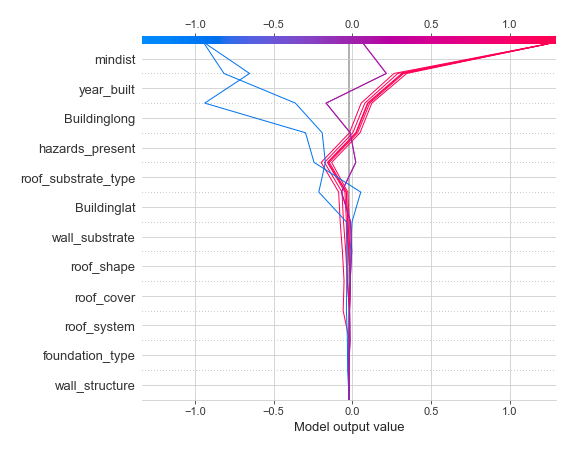 −1.0 −0.5 0.0 0.5 1.0
mindist
year_built
Buildinglong
hazards_present
roof_substrate_type
Buildinglat
wall_substrate
roof_shape
roof_cover
roof_system
foundation_type
wall_structure
−1.0 −0.5 0.0 0.5 1.0
Model output value